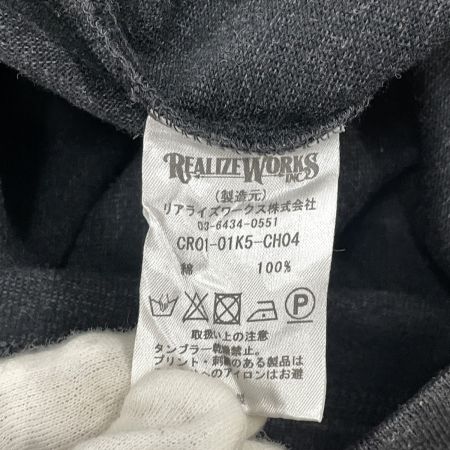 REALIZEWORKS
INC
(製造元)
リアライズワークス株式会社
03-6434-0551
CR01-01K5-CH04
綿 100%
P
取扱い上の注意
タンブラー乾燥禁止。
プリント・刺繍のある製品は
へのアイロンはお避